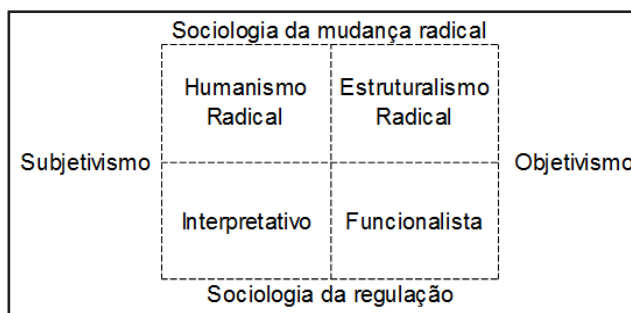 Sociologia da mudança radical
Humanismo Radical
Estruturalismo Radical
Subjetivismo
Objetivismo
Interpretativo
Funcionalista
Sociologia da regulação